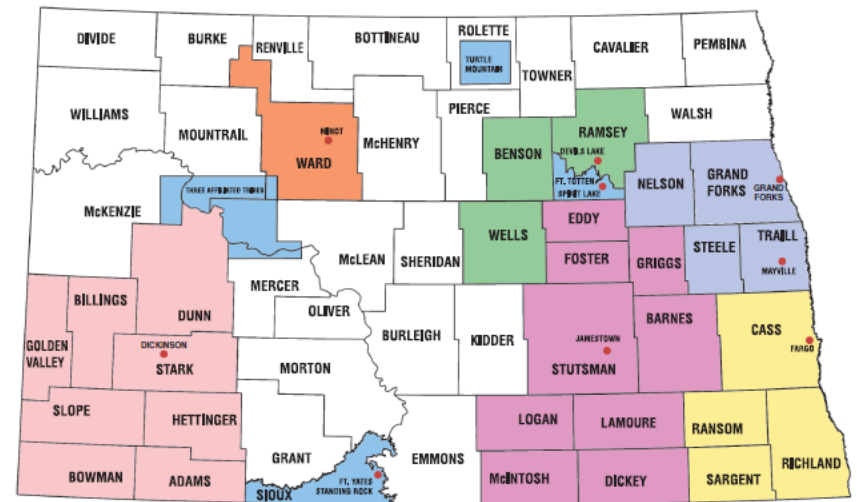 DIVIDE
BURKE
RENVILLE
BOTTINEAU
ROLETTE
TURTLE
MOUNTAIN
TOWNER
CAVALIER
PEMBINA
WILLIAMS
MOUNTRAIL
MINOT
WARD
McHENRY
PIERCE
BENSON
RAMSEY
DEVILS LAKE
FT. TOTTEN
SPIRIT LAKE
WALSH
NELSON
GRAND
FORKS
GRAND
FORKS
THREE AFFILIATED TRIBES
McKENZIE
McLEAN
SHERIDAN
WELLS
EDDY
FOSTER
GRIGGS
STEELE
TRAILL
MAYVILLE
BILLINGS
DUNN
MERCER
OLIVER
BURLEIGH
KIDDER
JAMESTOWN
STUTSMAN
BARNES
CASS
FARGO
GOLDEN
VALLEY
DICKINSON
STARK
MORTON
SLOPE
HETTINGER
GRANT
EMMONS
LOGAN
LAMOURE
RANSOM
RICHLAND
BOWMAN
ADAMS
SIOUX
FT. YATES
STANDING ROCK
McINTOSH
DICKEY
SARGENT